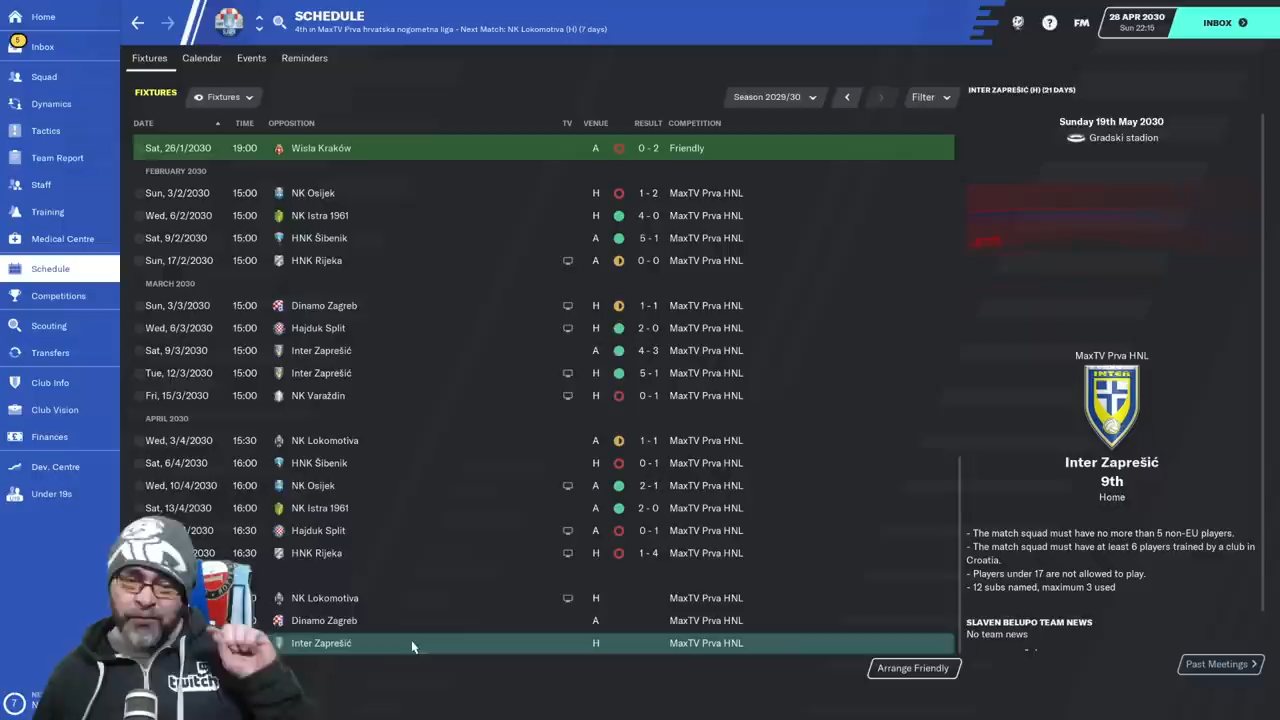 Home
SCHEDULE
4th in MaxTV Prva hrvatska nogometna liga - Next Match: NK Lokomotiva (H) (7 days)
FM
28 APR 2030
Sun 22:15
INBOX
5
Inbox
Squad
Dynamics
Tactics
Team Report
Staff
Training
Medical Centre
Schedule
Competitions
Scouting
Transfers
Club Info
Club Vision
Finances
Dev. Centre
Under 19s
7
Fixtures
Calendar
Events
Reminders
FIXTURES
Fixtures
Season 2029/30
Filter
DATE TIME OPPOSITION TV VENUE RESULT COMPETITION
Sat, 26/1/2030 19:00 Wisła Kraków A 0 - 2 Friendly
FEBRUARY 2030
Sun, 3/2/2030 15:00 NK Osijek H 1 - 2 MaxTV Prva HNL
Wed, 6/2/2030 15:00 NK Istra 1961 H 4 - 0 MaxTV Prva HNL
Sat, 9/2/2030 15:00 HNK Šibenik A 5 - 1 MaxTV Prva HNL
Sun, 17/2/2030 15:00 HNK Rijeka A 0 - 0 MaxTV Prva HNL
MARCH 2030
Sun, 3/3/2030 15:00 Dinamo Zagreb H 1 - 1 MaxTV Prva HNL
Wed, 6/3/2030 15:00 Hajduk Split H 2 - 0 MaxTV Prva HNL
Sat, 9/3/2030 15:00 Inter Zaprešić A 4 - 3 MaxTV Prva HNL
Tue, 12/3/2030 15:00 Inter Zaprešić H 5 - 1 MaxTV Prva HNL
Fri, 15/3/2030 15:00 NK Varaždin H 0 - 1 MaxTV Prva HNL
APRIL 2030
Wed, 3/4/2030 15:30 NK Lokomotiva A 1 - 1 MaxTV Prva HNL
Sat, 6/4/2030 16:00 HNK Šibenik H 0 - 1 MaxTV Prva HNL
Wed, 10/4/2030 16:00 NK Osijek A 2 - 1 MaxTV Prva HNL
Sat, 13/4/2030 16:00 NK Istra 1961 A 2 - 0 MaxTV Prva HNL
16:30 Hajduk Split A 0 - 1 MaxTV Prva HNL
16:30 HNK Rijeka H 1 - 4 MaxTV Prva HNL
NK Lokomotiva H MaxTV Prva HNL
Dinamo Zagreb A MaxTV Prva HNL
Inter Zaprešić H MaxTV Prva HNL
Arrange Friendly
INTER ZAPREŠIĆ (H) (21 DAYS)
Sunday 19th May 2030
Gradski stadion
MaxTV Prva HNL
INTER
Inter Zaprešić
9th
Home
- The match squad must have no more than 5 non-EU players.
- The match squad must have at least 6 players trained by a club in
Croatia.
- Players under 17 are not allowed to play.
- 12 subs named, maximum 3 used
SLAVEN BELUPO TEAM NEWS
No team news
Past Meetings
twitch